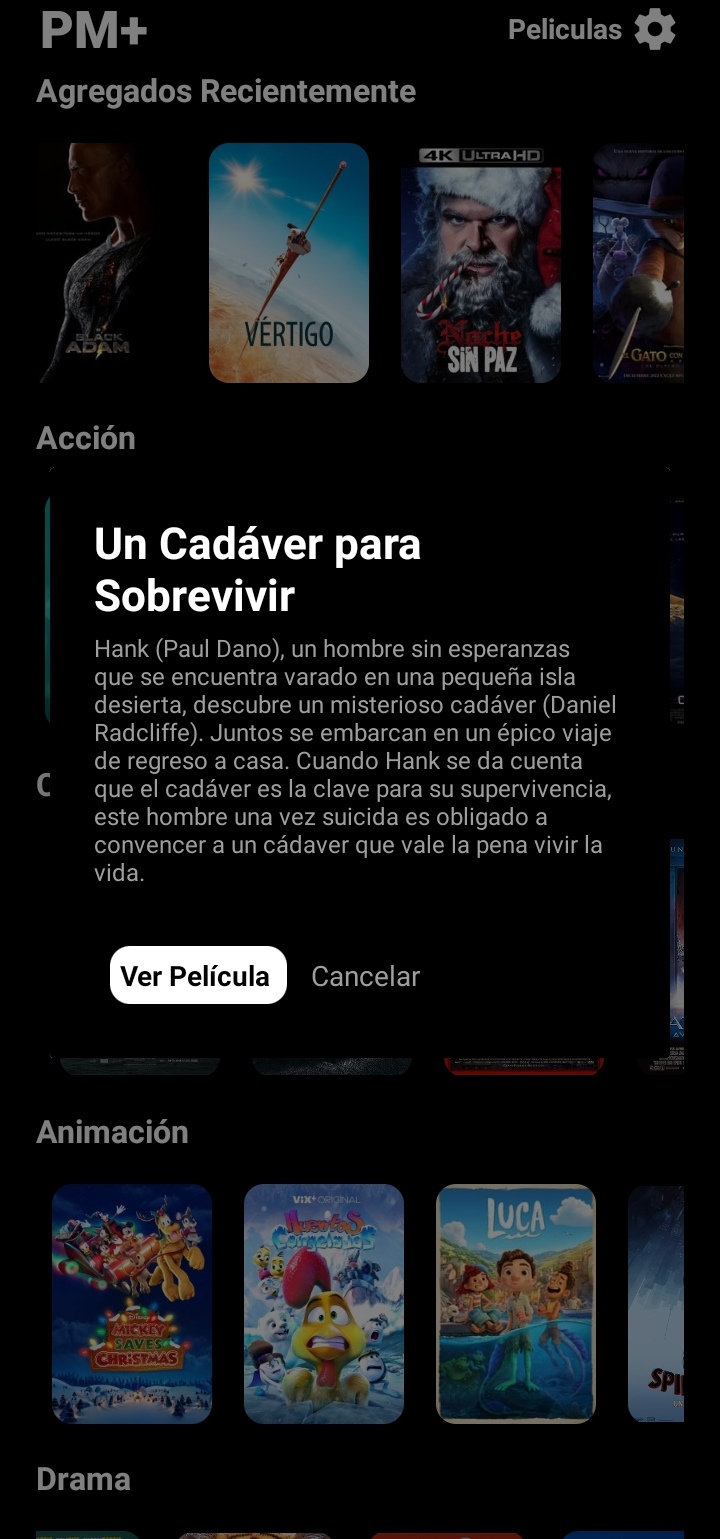 PM+
Peliculas
Agregados Recientemente
BLACK
ADAM
VÉRTIGO
4K ULTRA HD
Noche
SIN PAZ
GATO CON
Acción
Un Cadáver para
Sobrevivir
Hank (Paul Dano), un hombre sin esperanzas
que se encuentra varado en una pequeña isla
desierta, descubre un misterioso cadáver (Daniel
Radcliffe). Juntos se embarcan en un épico viaje
de regreso a casa. Cuando Hank se da cuenta
que el cadáver es la clave para su supervivencia,
este hombre una vez suicida es obligado a
convencer a un cádaver que vale la pena vivir la
vida.
Ver Película
Cancelar
Animación
Disney
MICKEY
SAVES
CHRISTMAS
ViX+ ORIGINAL
Huevitos
Congelados
LUCA
SPI
Drama